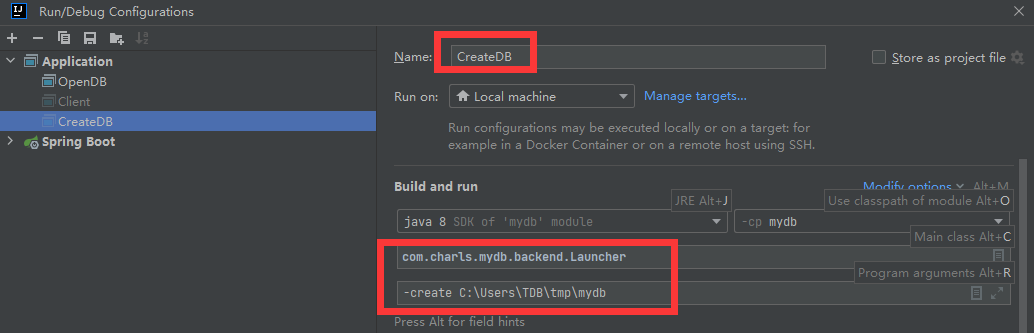 Run/Debug Configurations
Application
OpenDB
Client
CreateDB
Spring Boot
Name: CreateDB
Store as project file
Run on: Local machine
Manage targets...
Run configurations may be executed locally or on a target: for
example in a Docker Container or on a remote host using SSH.
Build and run
Modify options Alt+M
JRE Alt+J
Use classpath of module Alt+O
java 8 SDK of 'mydb' module
-cp mydb
Main class Alt+C
com.charls.mydb.backend.Launcher
Program arguments Alt+R
-create C:\Users\TDB\tmp\mydb
Press Alt for field hints